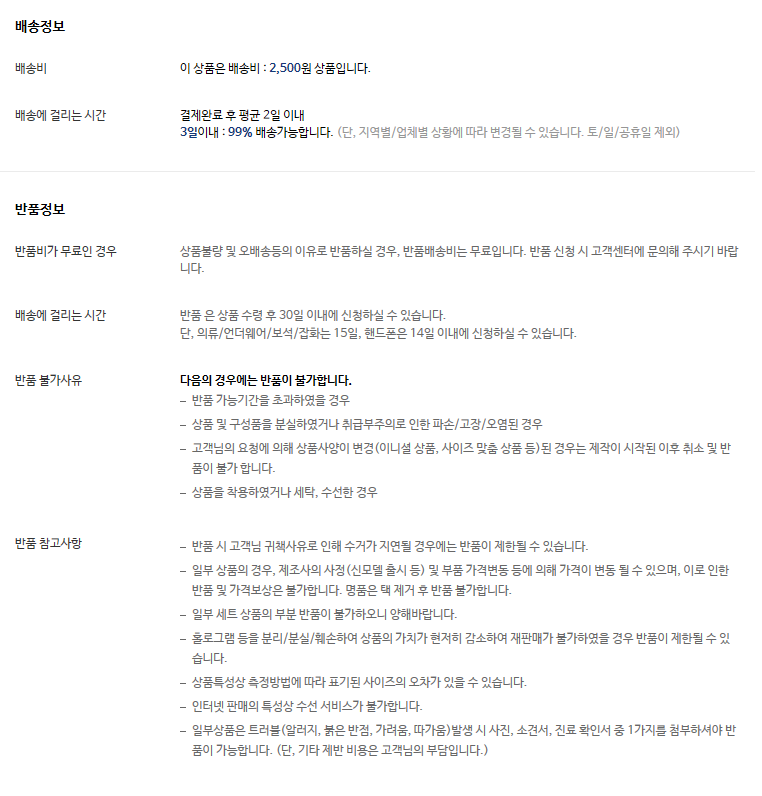 배송정보
배송비
이 상품은 배송비 : 2,500원 상품입니다.
배송에 걸리는 시간
결제완료 후 평균 2일 이내
3일이내 : 99% 배송가능합니다. (단, 지역별/업체별 상황에 따라 변경될 수 있습니다. 토/일/공휴일 제외)
반품정보
반품비가 무료인 경우
상품불량 및 오배송등의 이유로 반품하실 경우, 반품배송비는 무료입니다. 반품 신청 시 고객센터에 문의해 주시기 바랍
니다.
배송에 걸리는 시간
반품 은 상품 수령 후 30일 이내에 신청하실 수 있습니다.
단, 의류/언더웨어/보석/잡화는 15일, 핸드폰은 14일 이내에 신청하실 수 있습니다.
반품 불가사유
다음의 경우에는 반품이 불가합니다.
– 반품 가능기간을 초과하였을 경우
– 상품 및 구성품을 분실하였거나 취급부주의로 인한 파손/고장/오염된 경우
– 고객님의 요청에 의해 상품사양이 변경(이니셜 상품, 사이즈 맞춤 상품 등)된 경우는 제작이 시작된 이후 취소 및 반
품이 불가 합니다.
– 상품을 착용하였거나 세탁, 수선한 경우
반품 참고사항
– 반품 시 고객님 귀책사유로 인해 수거가 지연될 경우에는 반품이 제한될 수 있습니다.
– 일부 상품의 경우, 제조사의 사정(신모델 출시 등) 및 부품 가격변동 등에 의해 가격이 변동 될 수 있으며, 이로 인한
반품 및 가격보상은 불가합니다. 명품은 택 제거 후 반품 불가합니다.
– 일부 세트 상품의 부분 반품이 불가하오니 양해바랍니다.
– 홀로그램 등을 분리/분실/훼손하여 상품의 가치가 현저히 감소하여 재판매가 불가하였을 경우 반품이 제한될 수 있
습니다.
– 상품특성상 측정방법에 따라 표기된 사이즈의 오차가 있을 수 있습니다.
– 인터넷 판매의 특성상 수선 서비스가 불가합니다.
– 일부상품은 트러블(알러지, 붉은 반점, 가려움, 따가움)발생 시 사진, 소견서, 진료 확인서 중 1가지를 첨부하셔야 반
품이 가능합니다. (단, 기타 제반 비용은 고객님의 부담입니다.)